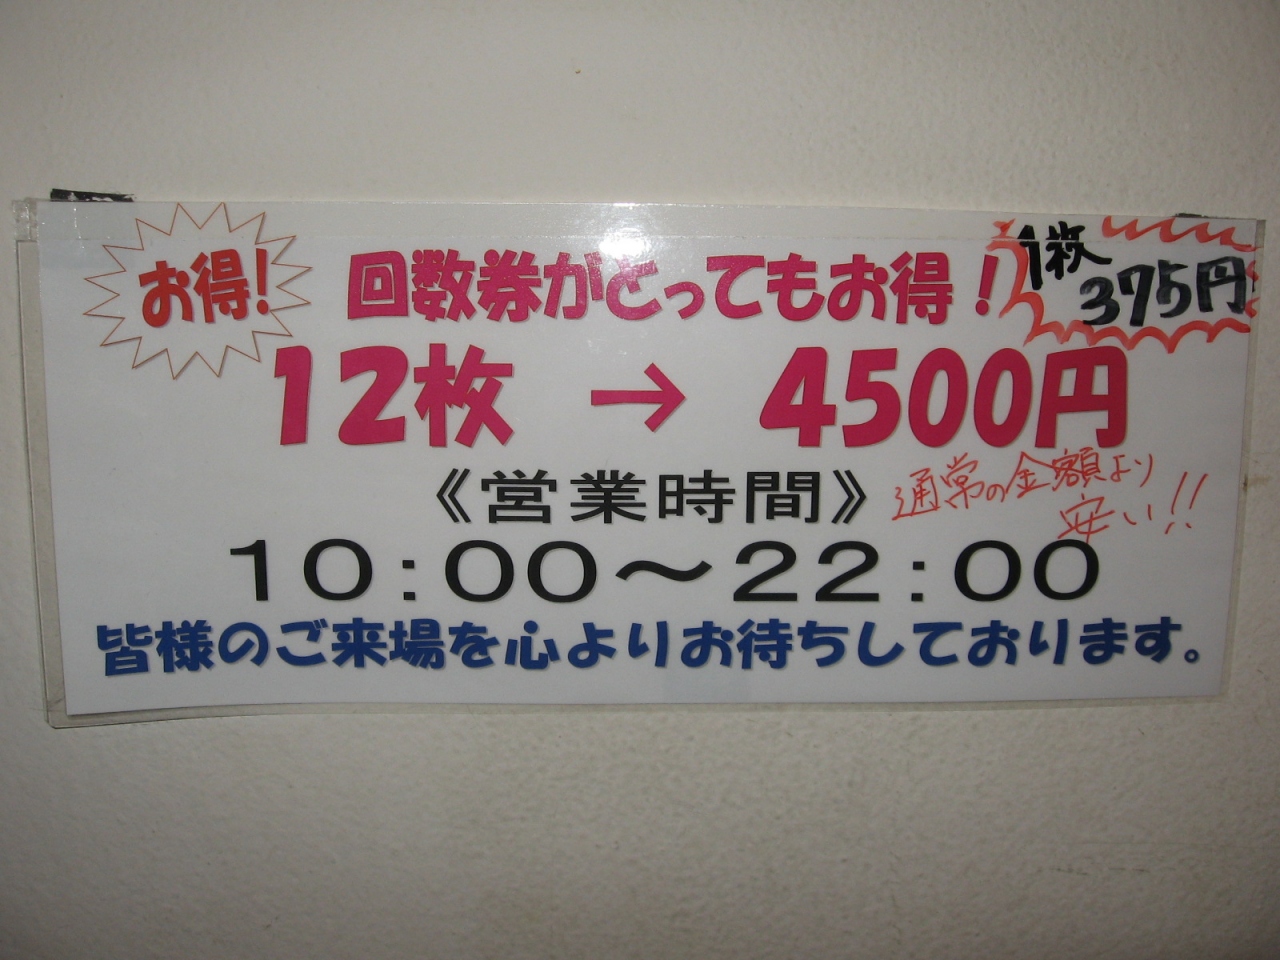 お得!
回数券がとってもお得!
1枚
375円
12枚 → 4500円
《営業時間》
通常の金額より
安い!!
10:00～22:00
皆様のご来場を心よりお待ちしております。